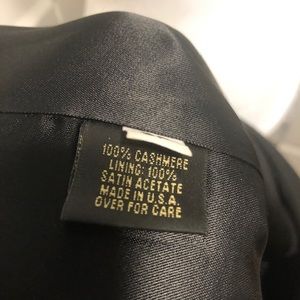 100% CASHMERE
LINING: 100%
SATIN ACETATE
MADE IN U.S.A.
OVER FOR CARE